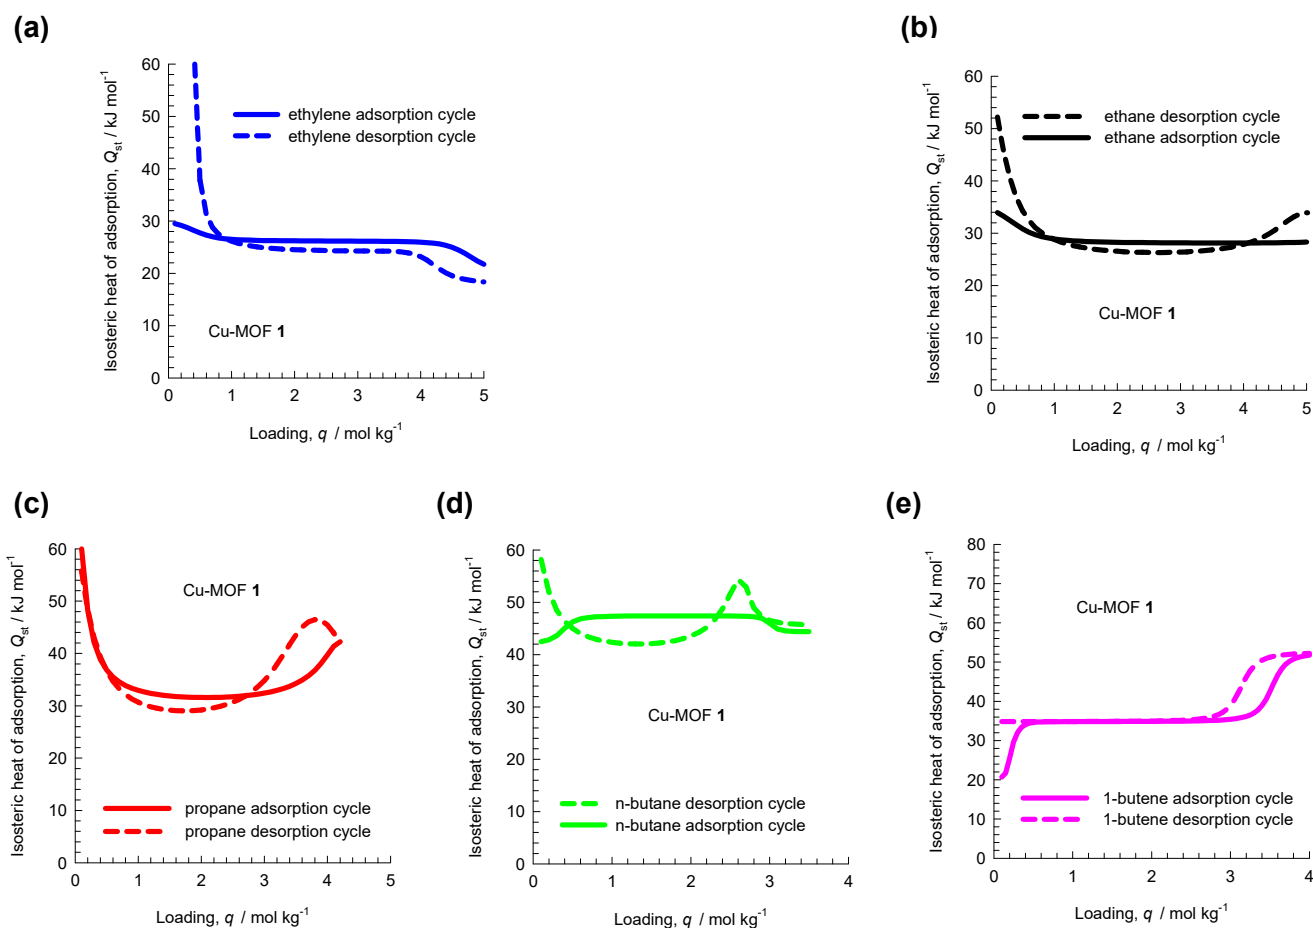 (a)
Isosteric heat of adsorption, Qst / kJ mol-1
60
50
40
30
20
10
0
ethylene adsorption cycle
ethylene desorption cycle
Cu-MOF 1
0 1 2 3 4 5
Loading, q / mol kg-1
(b)
Isosteric heat of adsorption, Qst / kJ mol-1
60
50
40
30
20
10
0
ethane desorption cycle
ethane adsorption cycle
Cu-MOF 1
0 1 2 3 4 5
Loading, q / mol kg-1
(c)
Isosteric heat of adsorption, Qst / kJ mol-1
60
50
40
30
20
10
0
Cu-MOF 1
propane adsorption cycle
propane desorption cycle
0 1 2 3 4 5
Loading, q / mol kg-1
(d)
Isosteric heat of adsorption, Qst / kJ mol-1
60
50
40
30
20
10
0
Cu-MOF 1
n-butane desorption cycle
n-butane adsorption cycle
0 1 2 3 4
Loading, q / mol kg-1
(e)
Isosteric heat of adsorption, Qst / kJ mol-1
80
70
60
50
40
30
20
10
0
Cu-MOF 1
1-butene adsorption cycle
1-butene desorption cycle
0 1 2 3 4
Loading, q / mol kg-1